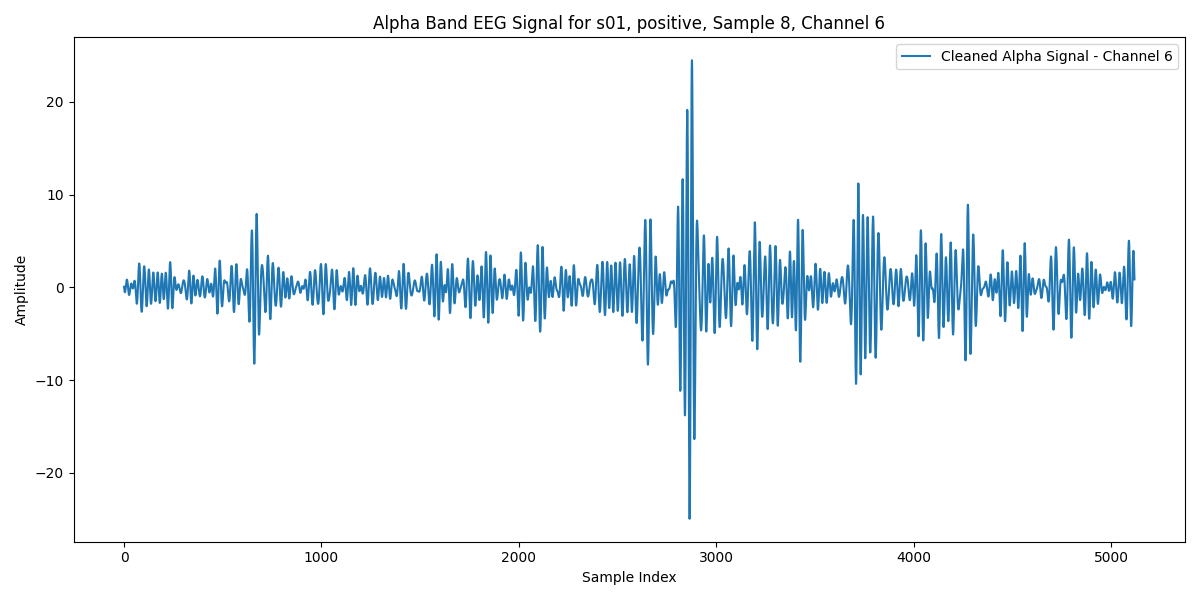 Alpha Band EEG Signal for s01, positive, Sample 8, Channel 6
Cleaned Alpha Signal - Channel 6
Amplitude
20
10
0
−10
−20
0 1000 2000 3000 4000 5000
Sample Index